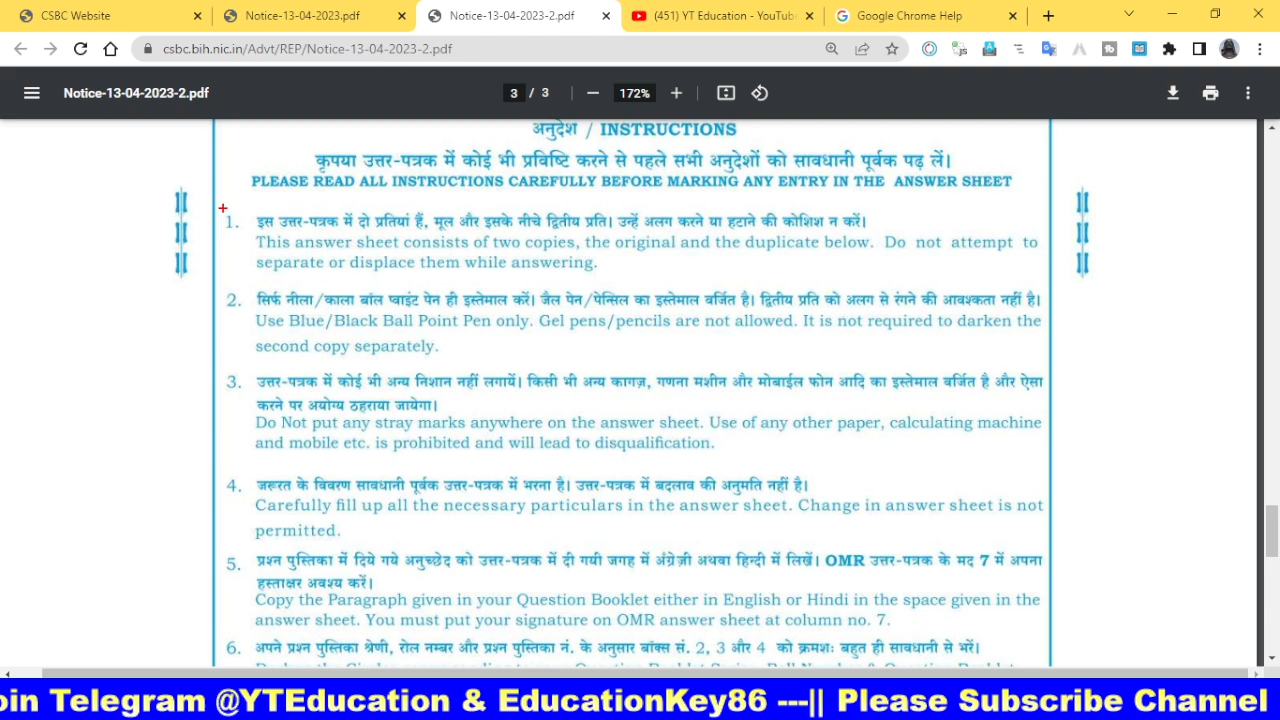 CSBC Website
Notice-13-04-2023.pdf
Notice-13-04-2023-2.pdf
(451) YT Education - YouTube
Google Chrome Help
csbc.bih.nic.in/Advt/REP/Notice-13-04-2023-2.pdf
Notice-13-04-2023-2.pdf
3 / 3
172%
अनुदेश / INSTRUCTIONS
कृपया उत्तर-पत्रक में कोई भी प्रविष्टि करने से पहले सभी अनुदेशों को सावधानी पूर्वक पढ़ लें।
PLEASE READ ALL INSTRUCTIONS CAREFULLY BEFORE MARKING ANY ENTRY IN THE ANSWER SHEET
1. इस उत्तर-पत्रक में दो प्रतियां हैं, मूल और इसके नीचे द्वितीय प्रति। उन्हें अलग करने या हटाने की कोशिश न करें।
This answer sheet consists of two copies, the original and the duplicate below. Do not attempt to
separate or displace them while answering.
2. सिर्फ नीला/काला बॉल प्वाइंट पेन ही इस्तेमाल करें। जैल पेन/पेन्सिल का इस्तेमाल वर्जित है। द्वितीय प्रति को अलग से रंगने की आवश्कता नहीं है।
Use Blue/Black Ball Point Pen only. Gel pens/pencils are not allowed. It is not required to darken the
second copy separately.
3. उत्तर-पत्रक में कोई भी अन्य निशान नहीं लगायें। किसी भी अन्य कागज़, गणना मशीन और मोबाईल फोन आदि का इस्तेमाल वर्जित है और ऐसा
करने पर अयोग्य ठहराया जायेगा।
Do Not put any stray marks anywhere on the answer sheet. Use of any other paper, calculating machine
and mobile etc. is prohibited and will lead to disqualification.
4. जरूरत के विवरण सावधानी पूर्वक उत्तर-पत्रक में भरना है। उत्तर-पत्रक में बदलाव की अनुमति नहीं है।
Carefully fill up all the necessary particulars in the answer sheet. Change in answer sheet is not
permitted.
5. प्रश्न पुस्तिका में दिये गये अनुच्छेद को उत्तर-पत्रक में दी गयी जगह में अंग्रेज़ी अथवा हिन्दी में लिखें। OMR उत्तर-पत्रक के मद 7 में अपना
हस्ताक्षर अवश्य करें।
Copy the Paragraph given in your Question Booklet either in English or Hindi in the space given in the
answer sheet. You must put your signature on OMR answer sheet at column no. 7.
6. अपने प्रश्न पुस्तिका श्रेणी, रोल नम्बर और प्रश्न पुस्तिका नं. के अनुसार बॉक्स सं. 2, 3 और 4 को क्रमशः बहुत ही सावधानी से भरें।
oin Telegram @YTEducation & EducationKey86 ---|| Please Subscribe Channel